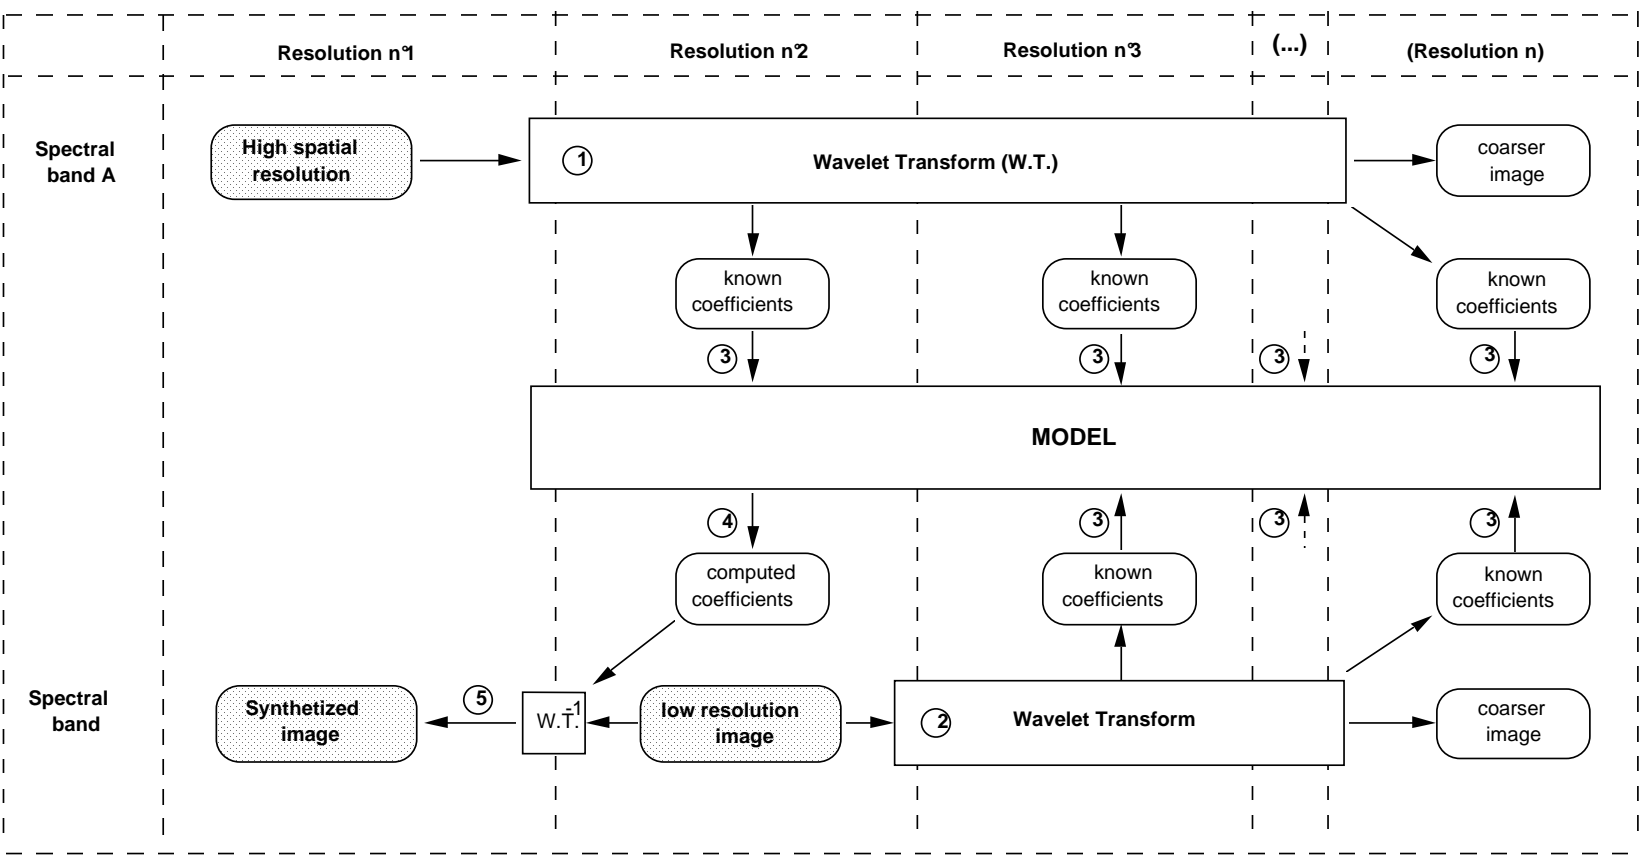 Resolution n°1
Resolution n°2
Resolution n°3
(...)
(Resolution n)
Spectral
band A
High spatial
resolution
1
Wavelet Transform (W.T.)
coarser
image
known
coefficients
known
coefficients
known
coefficients
3
3
3
3
MODEL
4
3
3
3
computed
coefficients
known
coefficients
known
coefficients
Spectral
band
Synthetized
image
5
W.T.-1
low resolution
image
2
Wavelet Transform
coarser
image